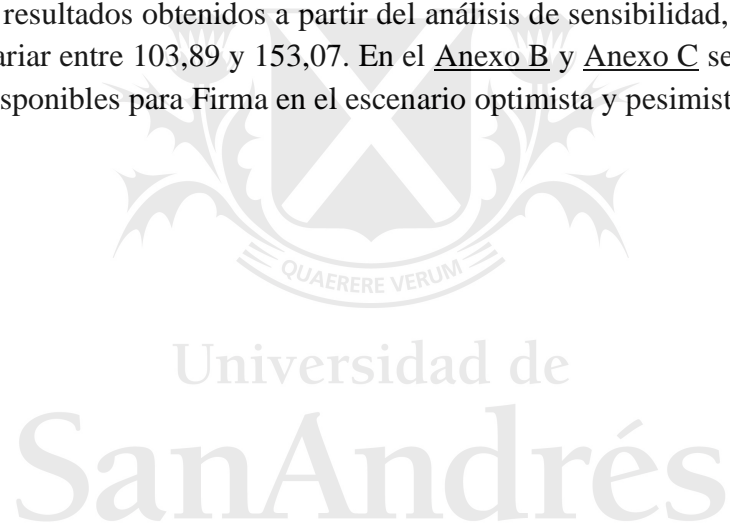 resultados obtenidos a partir del análisis de sensibilidad,
ariar entre 103,89 y 153,07. En el Anexo B y Anexo C se
sponibles para Firma en el escenario optimista y pesimist
QUAERERE VERUM
Universidad de
SanAndrés